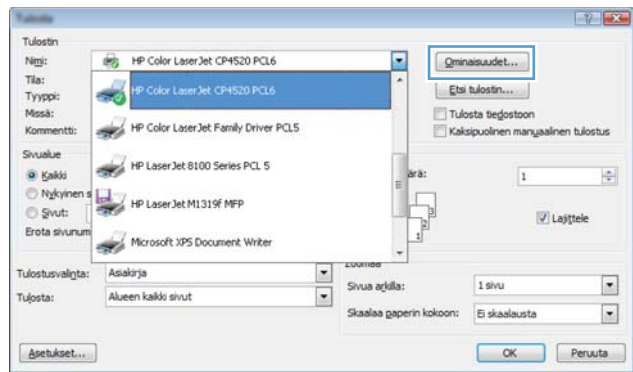 Tulosta
Tulostin
Nimi: HP Color LaserJet CP4520 PCL6 Ominaisuudet...
Tila: HP Color LaserJet CP4520 PCL6 Etsi tulostin...
Tyyppi:
Missä: Tulosta tiedostoon
Kommentti: HP Color LaserJet Family Driver PCL5 Kaksipuolinen manuaalinen tulostus
Sivualue
HP LaserJet 8100 Series PCL 5
Kaikki ärä: 1
Nykyinen s
HP LaserJet M1319f MFP
Sivut: Lajittele
Erota sivunum
Microsoft XPS Document Writer
Zoomaa
Tulostusvalinta: Asiakirja
Sivua arkilla: 1 sivu
Tulosta: Alueen kaikki sivut
Skaalaa paperin kokoon: Ei skaalausta
Asetukset... OK Peruuta